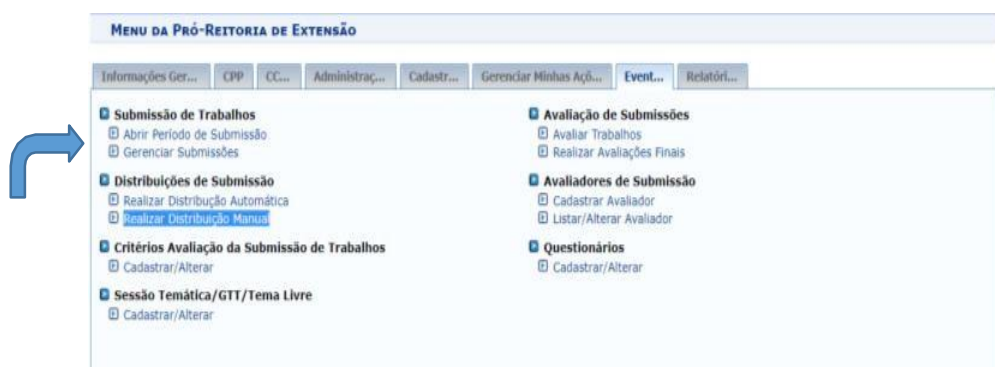 MENU DA PRÓ-REITORIA DE EXTENSÃO
Informações Ger... CPP CC... Administraç... Cadastr... Gerenciar Minhas Açõ... Event... Relatóri...
Submissão de Trabalhos
Abrir Período de Submissão
Gerenciar Submissões
Distribuições de Submissão
Realizar Distribução Automática
Realizar Distribuição Manual
Critérios Avaliação da Submissão de Trabalhos
Cadastrar/Alterar
Sessão Temática/GTT/Tema Livre
Cadastrar/Alterar
Avaliação de Submissões
Avaliar Trabalhos
Realizar Avaliações Finais
Avaliadores de Submissão
Cadastrar Avaliador
Listar/Alterar Avaliador
Questionários
Cadastrar/Alterar